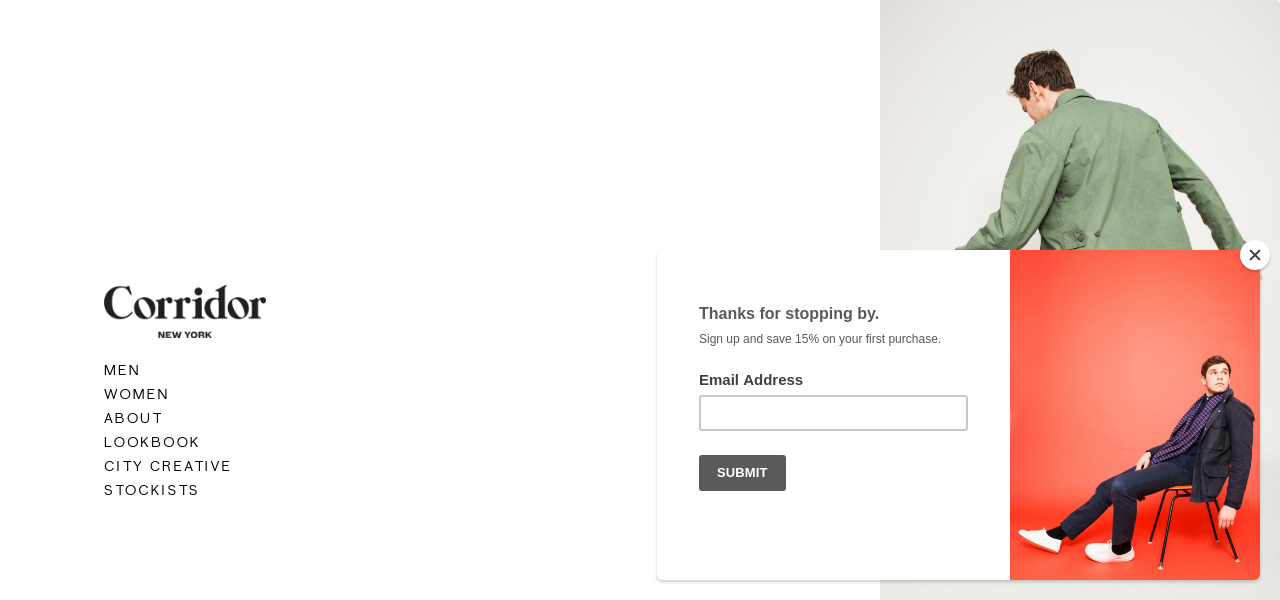 Corridor
NEW YORK
MEN
WOMEN
ABOUT
LOOKBOOK
CITY CREATIVE
STOCKISTS
Thanks for stopping by.
Sign up and save 15% on your first purchase.
Email Address
SUBMIT